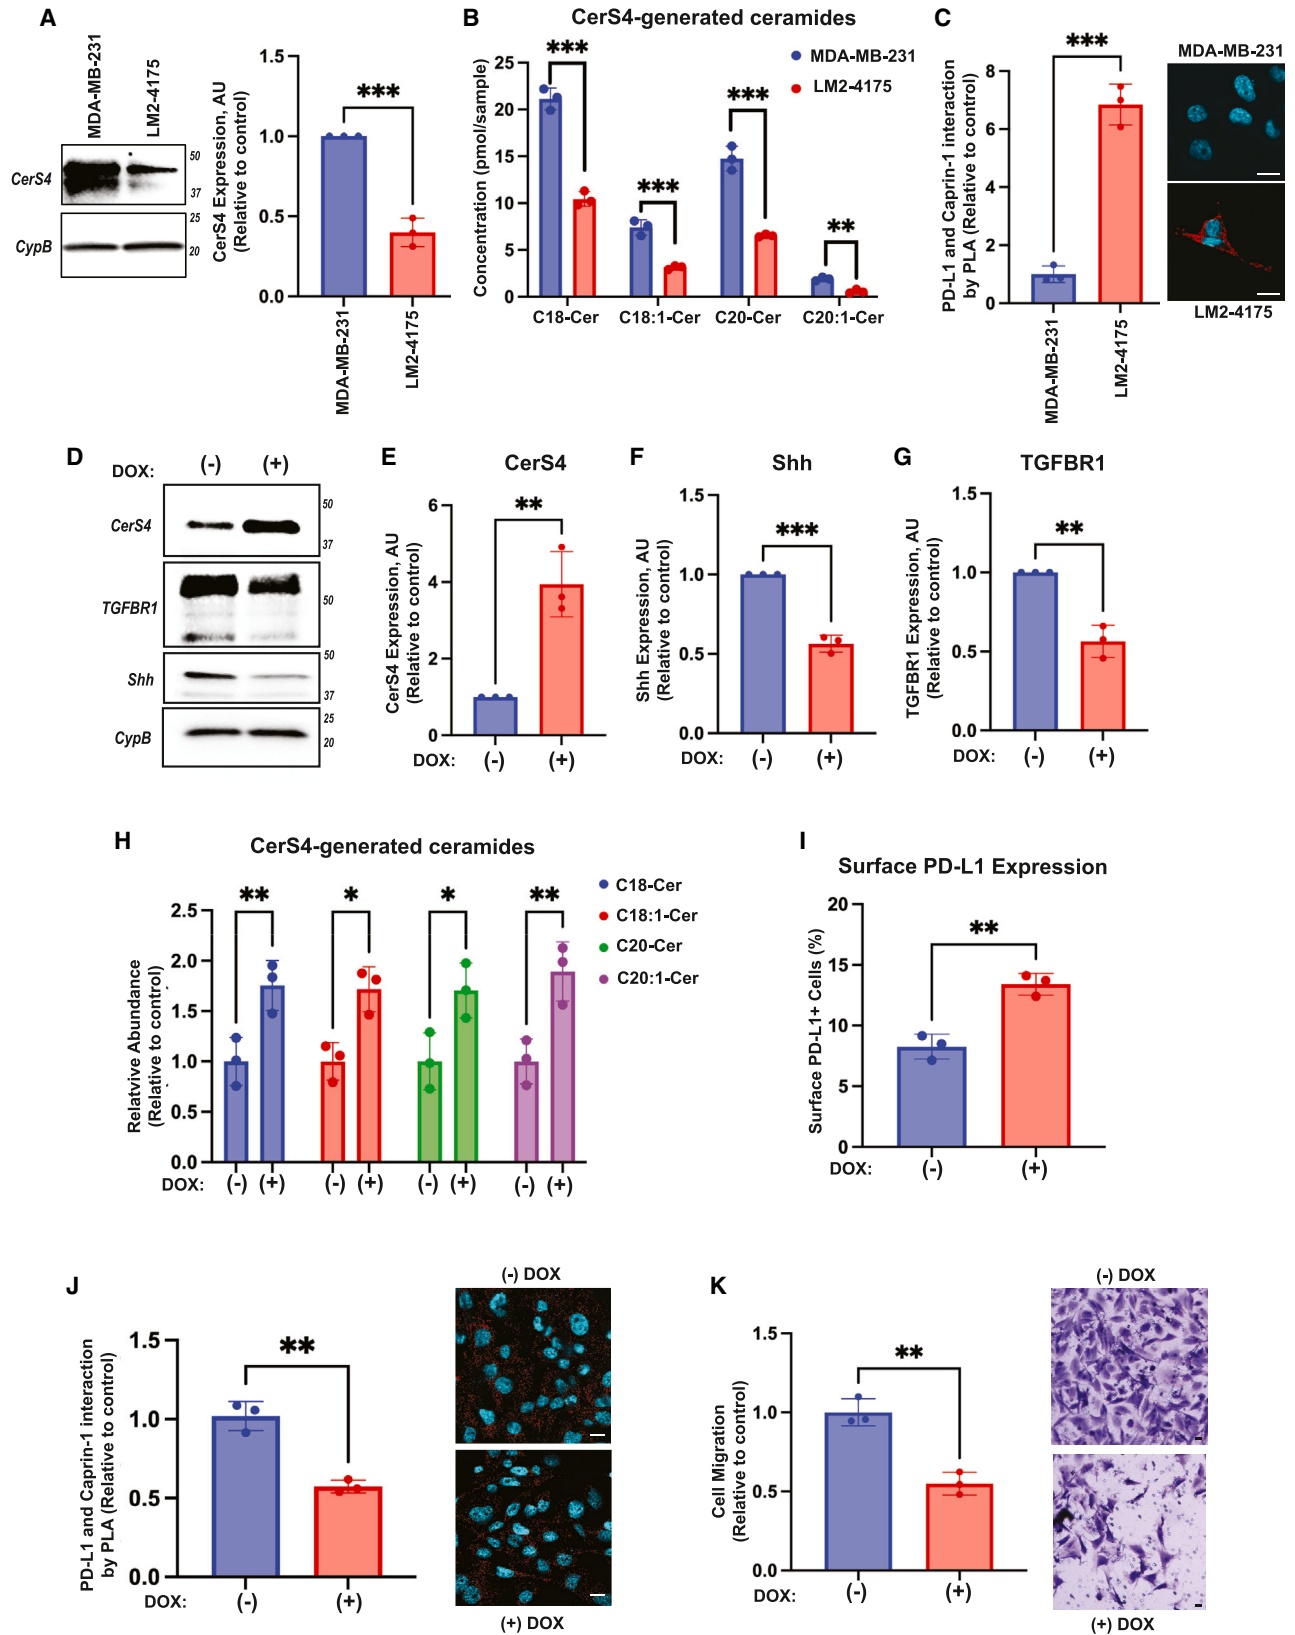 A
MDA-MB-231
LM2-4175
CerS4
50
37
CypB
25
20
CerS4 Expression, AU
(Relative to control)
1.5
1.0
0.5
0.0
***
MDA-MB-231
LM2-4175
B
CerS4-generated ceramides
MDA-MB-231
LM2-4175
Concentration (pmol/sample)
25
20
15
10
5
0
***
***
***
**
C18-Cer
C18:1-Cer
C20-Cer
C20:1-Cer
C
PD-L1 and Caprin-1 interaction
by PLA (Relative to control)
8
6
4
2
0
***
MDA-MB-231
LM2-4175
MDA-MB-231
LM2-4175
D
DOX:
(-)
(+)
CerS4
50
37
TGFBR1
50
Shh
50
37
CypB
25
20
E
CerS4
CerS4 Expression, AU
(Relative to control)
6
4
2
0
**
DOX:
(-)
(+)
F
Shh
Shh Expression, AU
(Relative to control)
1.5
1.0
0.5
0.0
***
DOX:
(-)
(+)
G
TGFBR1
TGFBR1 Expression, AU
(Relative to control)
1.5
1.0
0.5
0.0
**
DOX:
(-)
(+)
H
CerS4-generated ceramides
C18-Cer
C18:1-Cer
C20-Cer
C20:1-Cer
Relatvive Abundance
(Relative to control)
2.5
2.0
1.5
1.0
0.5
0.0
**
*
*
**
DOX:
(-)
(+)
(-)
(+)
(-)
(+)
(-)
(+)
I
Surface PD-L1 Expression
Surface PD-L1+ Cells (%)
20
15
10
5
0
**
DOX:
(-)
(+)
J
PD-L1 and Caprin-1 interaction
by PLA (Relative to control)
1.5
1.0
0.5
0.0
**
DOX:
(-)
(+)
(-) DOX
(+) DOX
K
Cell Migration
(Relative to control)
1.5
1.0
0.5
0.0
**
DOX:
(-)
(+)
(-) DOX
(+) DOX